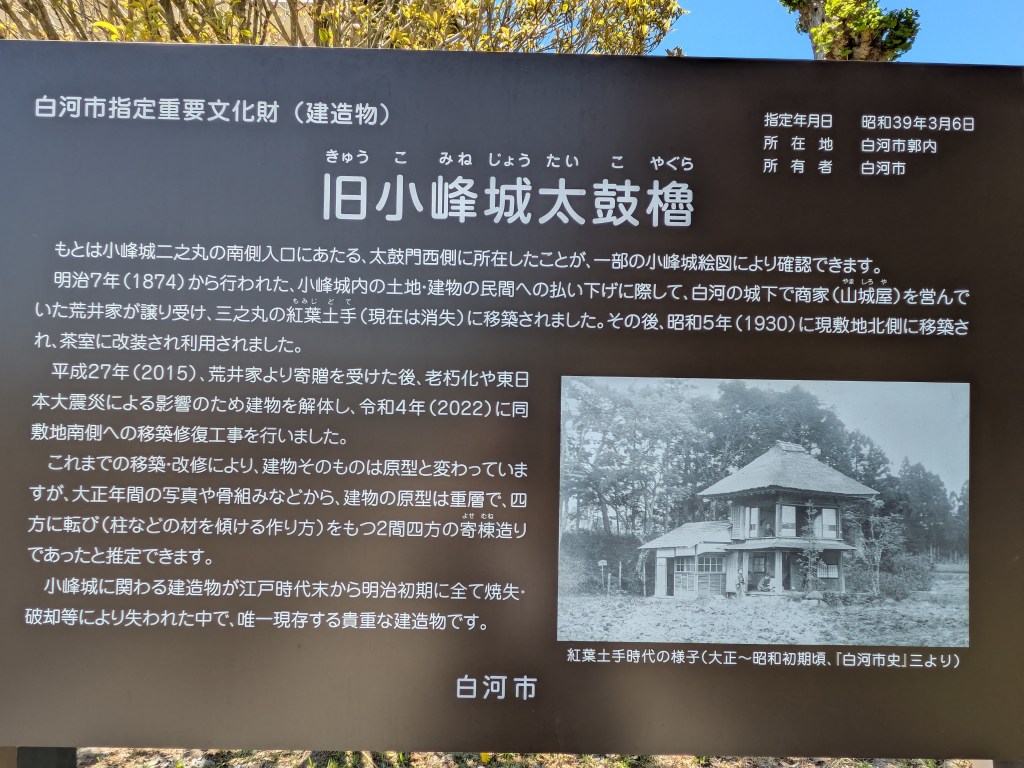 白河市指定重要文化財（建造物）
指定年月日　昭和39年3月6日
所在地　白河市郭内
所有者　白河市
きゅう こ みね じょう たい こ やぐら
旧小峰城太鼓櫓
もとは小峰城二之丸の南側入口にあたる、太鼓門西側に所在したことが、一部の小峰城絵図により確認できます。
やましろや
明治7年（1874）から行われた、小峰城内の土地・建物の民間への払い下げに際して、白河の城下で商家（山城屋）を営んで
もみじどて
いた荒井家が譲り受け、三之丸の紅葉土手（現在は消失）に移築されました。その後、昭和5年（1930）に現敷地北側に移築さ
れ、茶室に改装され利用されました。
平成27年（2015）、荒井家より寄贈を受けた後、老朽化や東日
本大震災による影響のため建物を解体し、令和4年（2022）に同
敷地南側への移築修復工事を行いました。
これまでの移築・改修により、建物そのものは原型と変わっていま
すが、大正年間の写真や骨組みなどから、建物の原型は重層で、四
よせむね
方に転び（柱などの材を傾ける作り方）をもつ2間四方の寄棟造り
であったと推定できます。
小峰城に関わる建造物が江戸時代末から明治初期に全て焼失・
破却等により失われた中で、唯一現存する貴重な建造物です。
白河市
紅葉土手時代の様子（大正～昭和初期頃、『白河市史』三より）